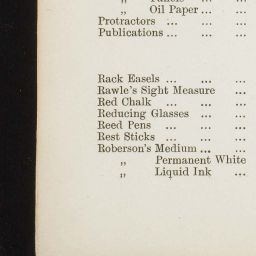 „ Oil Paper ... ...
Protractors ... ...
Publications ... ...
Rack Easels ... ... ...
Rawle's Sight Measure ...
Red Chalk ... ... ...
Reducing Glasses ... ...
Reed Pens ... ... ...
Rest Sticks ... ... ...
Roberson's Medium ... ...
„ Permanent White
„ Liquid Ink ...